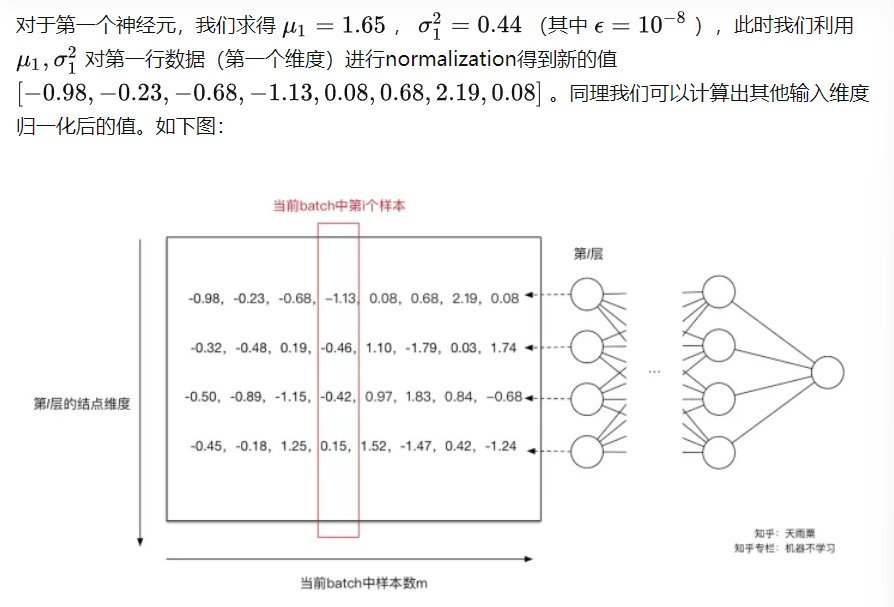 对于第一个神经元，我们求得 μ₁ = 1.65 ， σ₁² = 0.44 （其中 ϵ = 10⁻⁸ ），此时我们利用
μ₁, σ₁² 对第一行数据（第一个维度）进行normalization得到新的值
[−0.98, −0.23, −0.68, −1.13, 0.08, 0.68, 2.19, 0.08] 。同理我们可以计算出其他输入维度
归一化后的值。如下图：
当前batch中第i个样本
第l层
-0.98, -0.23, -0.68, −1.13, 0.08, 0.68, 2.19, 0.08
-0.32, -0.48, 0.19, -0.46, 1.10, -1.79, 0.03, 1.74
...
第l层的结点维度
-0.50, -0.89, -1.15, -0.42, 0.97, 1.83, 0.84, −0.68
-0.45, -0.18, 1.25, 0.15, 1.52, -1.47, 0.42, -1.24
知乎：天雨粟
知乎专栏：机器不学习
当前batch中样本数m